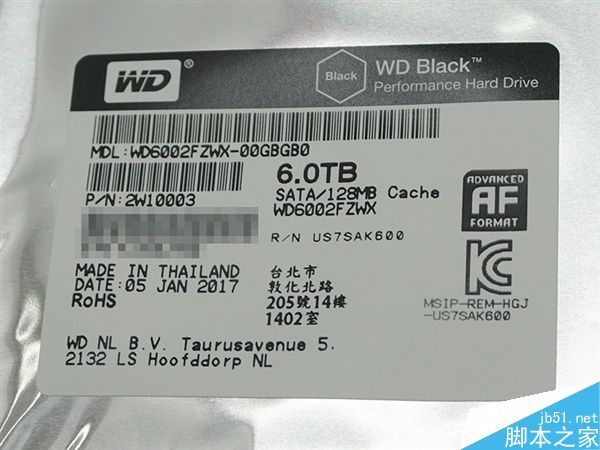 WD®
Black
WD Black™
Performance Hard Drive
MDL:WD6002FZWX-00GBGB0
P/N:2W10003
6.0TB
SATA/128MB Cache
WD6002FZWX
R/N US7SAK600
ADVANCED
AF
FORMAT
MSIP-REM-HGJ
-US7SAK600
MADE IN THAILAND
DATE:05 JAN 2017
RoHS
台北市
敦化北路
205號14樓
1402室
WD NL B.V. Taurusavenue 5.
2132 LS Hoofddorp NL
jb51.net
脚本之家